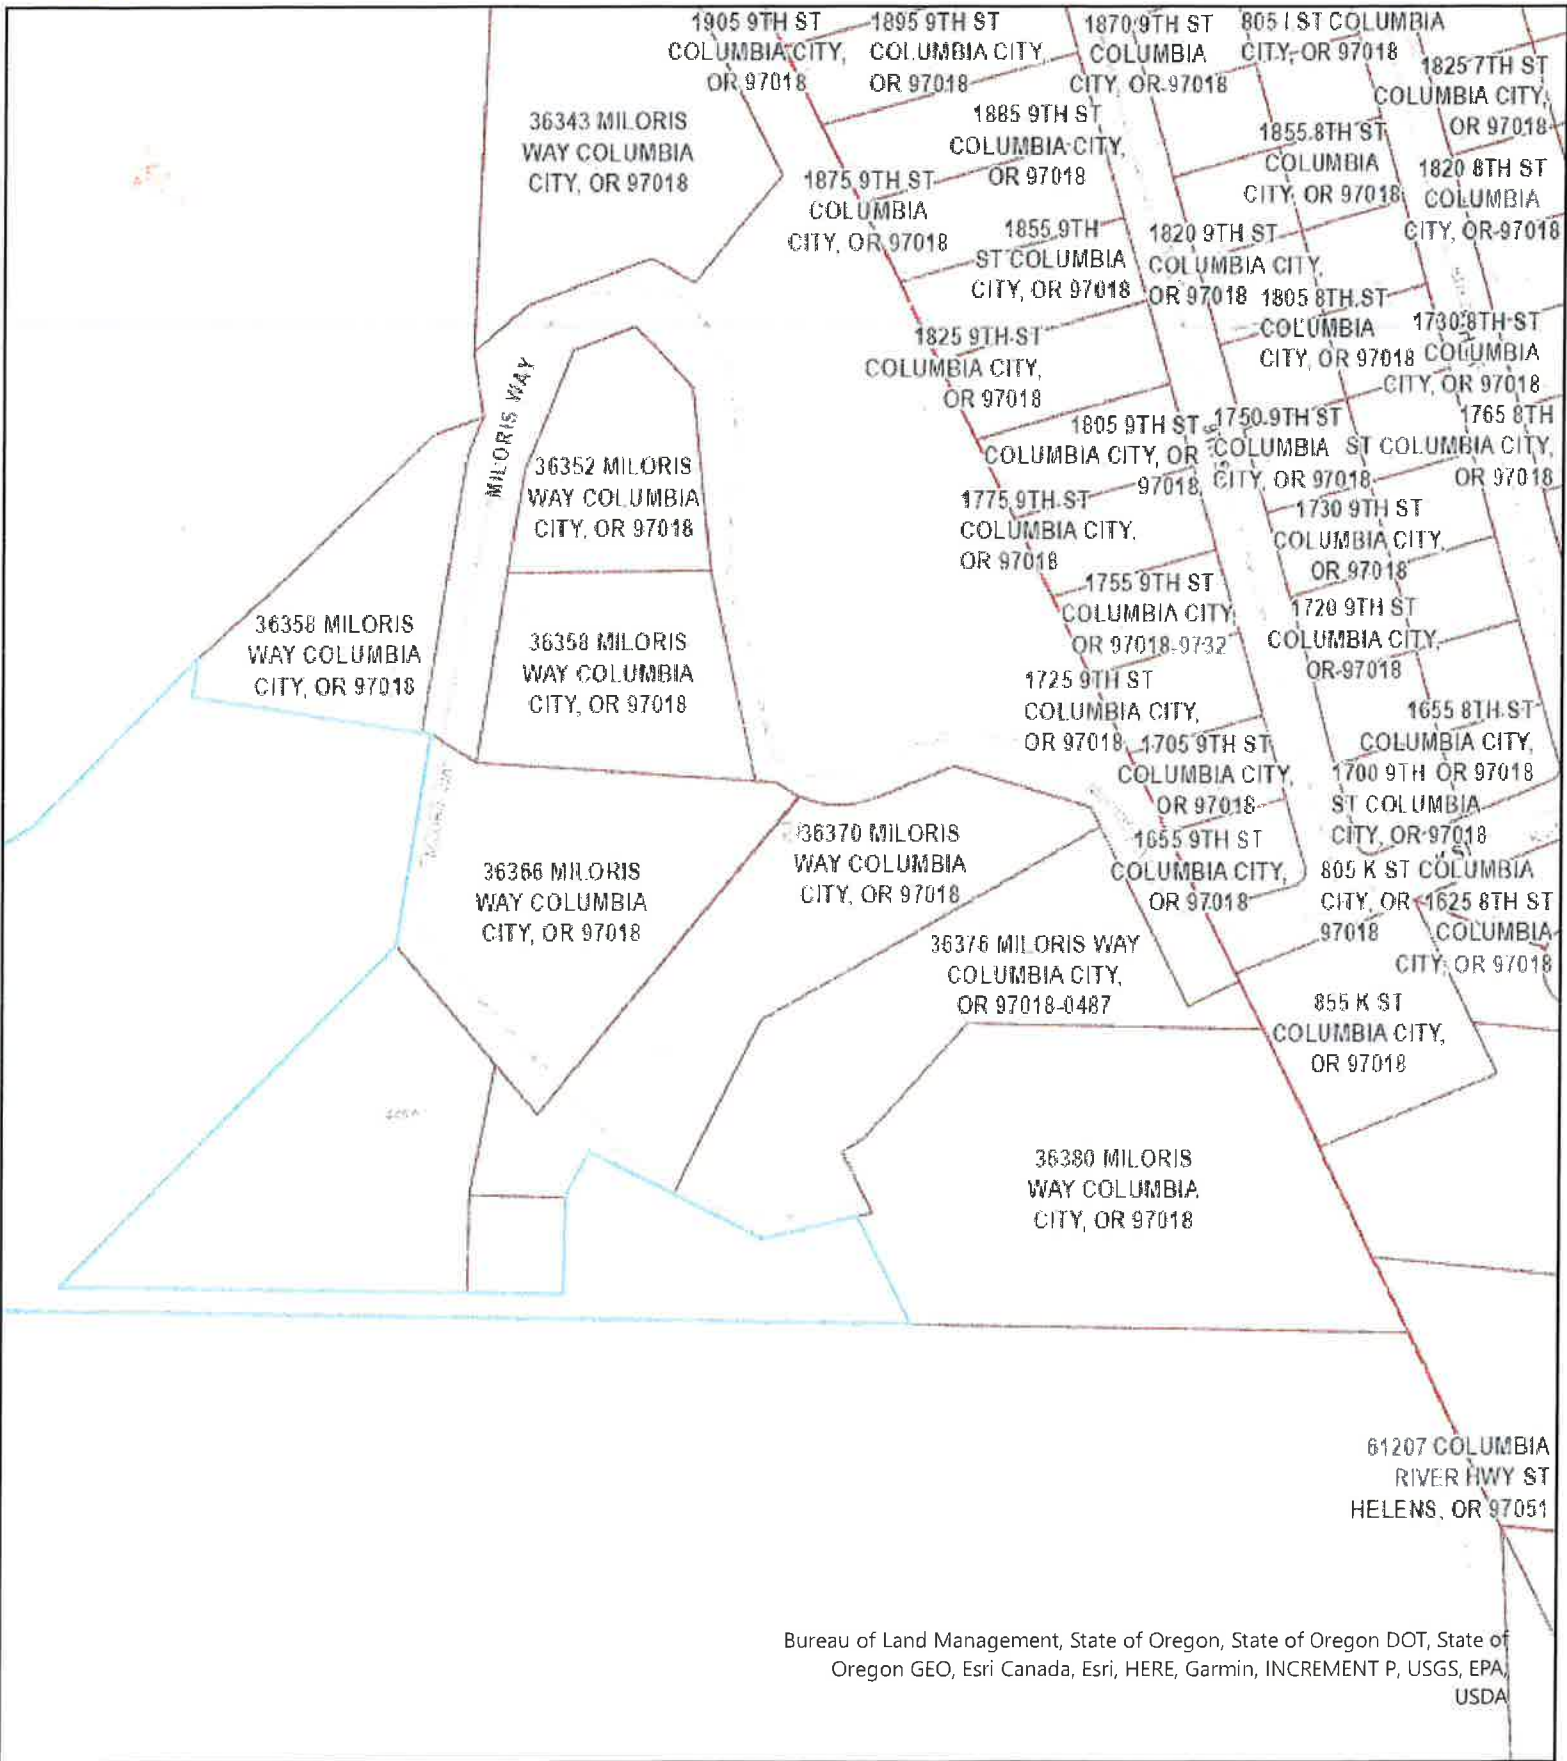 1905 9TH ST
COLUMBIA CITY,
OR 97018
1895 9TH ST
COLUMBIA CITY,
OR 97018
1870 9TH ST
COLUMBIA
CITY, OR 97018
805 I ST COLUMBIA
CITY, OR 97018
1825 7TH ST
COLUMBIA CITY,
OR 97018
36343 MILORIS
WAY COLUMBIA
CITY, OR 97018
1885 9TH ST
COLUMBIA CITY,
OR 97018
1855 8TH ST
COLUMBIA
CITY, OR 97018
1820 8TH ST
COLUMBIA
CITY, OR 97018
1875 9TH ST
COLUMBIA
CITY, OR 97018
1855 9TH
ST COLUMBIA
CITY, OR 97018
1820 9TH ST
COLUMBIA CITY,
OR 97018
1805 8TH ST
COLUMBIA
CITY, OR 97018
1730 8TH ST
COLUMBIA
CITY, OR 97018
1825 9TH ST
COLUMBIA CITY,
OR 97018
MILORIS WAY
1805 9TH ST
COLUMBIA CITY, OR
97018
1750 9TH ST
COLUMBIA
CITY, OR 97018
1765 8TH
ST COLUMBIA CITY,
OR 97018
36352 MILORIS
WAY COLUMBIA
CITY, OR 97018
1775 9TH ST
COLUMBIA CITY,
OR 97018
1730 9TH ST
COLUMBIA CITY,
OR 97018
1755 9TH ST
COLUMBIA CITY,
OR 97018-9732
1720 9TH ST
COLUMBIA CITY,
OR 97018
36358 MILORIS
WAY COLUMBIA
CITY, OR 97018
36358 MILORIS
WAY COLUMBIA
CITY, OR 97018
1725 9TH ST
COLUMBIA CITY,
OR 97018
1655 8TH ST
COLUMBIA CITY,
OR 97018
1705 9TH ST
COLUMBIA CITY,
OR 97018
1700 9TH
ST COLUMBIA
CITY, OR 97018
36370 MILORIS
WAY COLUMBIA
CITY, OR 97018
1655 9TH ST
COLUMBIA CITY,
OR 97018
805 K ST COLUMBIA
CITY, OR
97018
1625 8TH ST
COLUMBIA
CITY, OR 97018
36366 MILORIS
WAY COLUMBIA
CITY, OR 97018
36376 MILORIS WAY
COLUMBIA CITY,
OR 97018-0487
855 K ST
COLUMBIA CITY,
OR 97018
36380 MILORIS
WAY COLUMBIA
CITY, OR 97018
61207 COLUMBIA
RIVER HWY ST
HELENS, OR 97051
Bureau of Land Management, State of Oregon, State of Oregon DOT, State of
Oregon GEO, Esri Canada, Esri, HERE, Garmin, INCREMENT P, USGS, EPA,
USDA